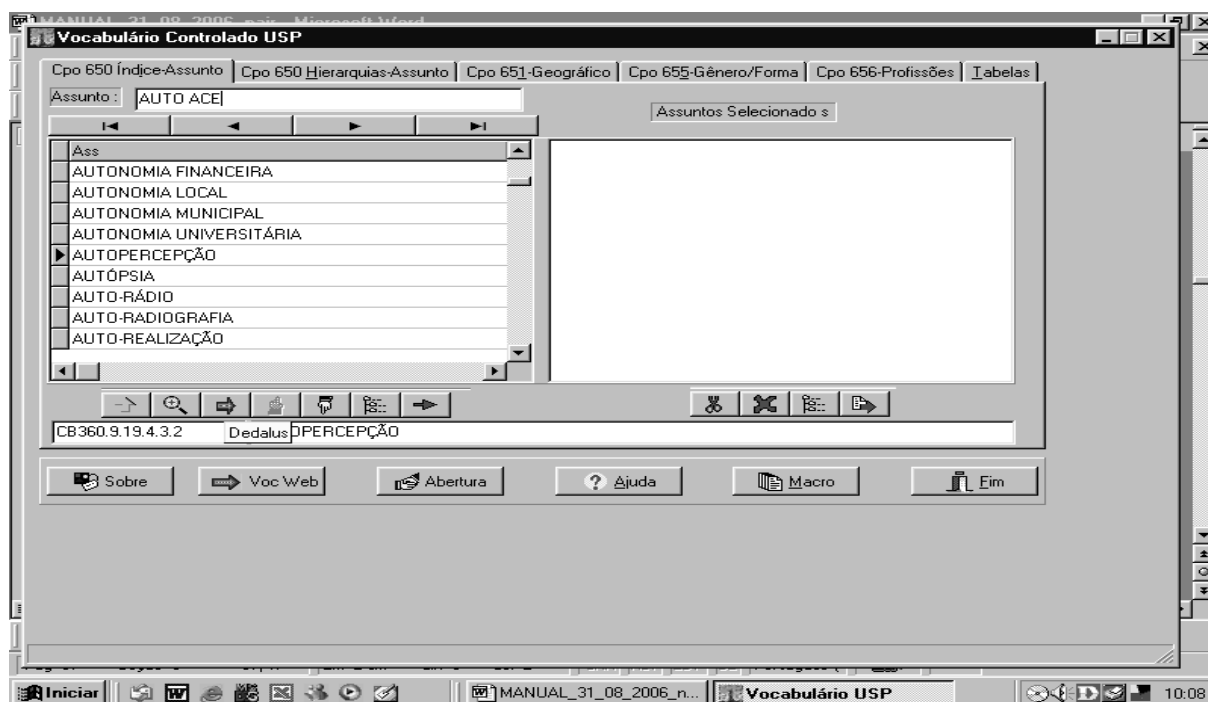 MANUAL_31_08_2006_nair - Microsoft Word
Vocabulário Controlado USP
Cpo 650 Índice-Assunto Cpo 650 Hierarquias-Assunto Cpo 651-Geográfico Cpo 655-Gênero/Forma Cpo 656-Profissões Tabelas
Assunto : AUTO ACE
Assuntos Selecionado s
Ass
AUTONOMIA FINANCEIRA
AUTONOMIA LOCAL
AUTONOMIA MUNICIPAL
AUTONOMIA UNIVERSITÁRIA
AUTOPERCEPÇÃO
AUTÓPSIA
AUTO-RÁDIO
AUTO-RADIOGRAFIA
AUTO-REALIZAÇÃO
CB360.9.19.4.3.2 Dedalus OPERCEPÇÃO
Sobre Voc Web Abertura ? Ajuda Macro Fim
Iniciar MANUAL_31_08_2006_n... Vocabulário USP 10:08